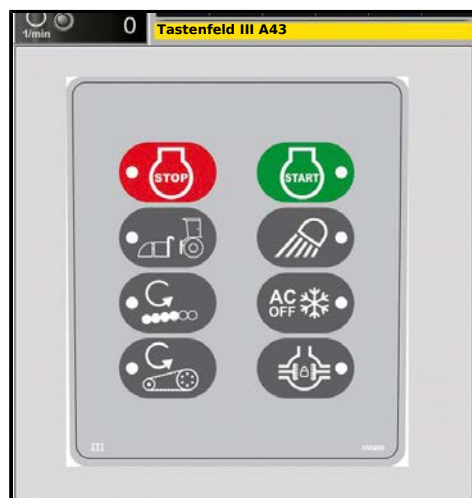 1/min
0
Tastenfeld III A43
STOP
START
AC
OFF
III